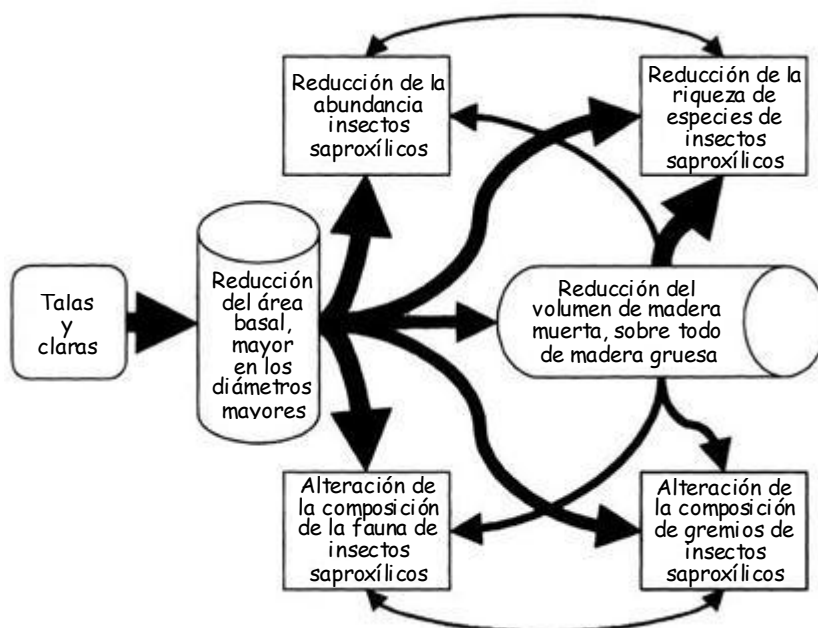 Reducción de la
abundancia
insectos
saproxílicos
Reducción de la
riqueza de
especies de
insectos
saproxílicos
Talas
y
claras
Reducción
del área
basal,
mayor
en los
diámetros
mayores
Reducción del
volumen de madera
muerta, sobre todo
de madera gruesa
Alteración de
la composición
de la fauna de
insectos
saproxílicos
Alteración de
la composición
de gremios de
insectos
saproxílicos